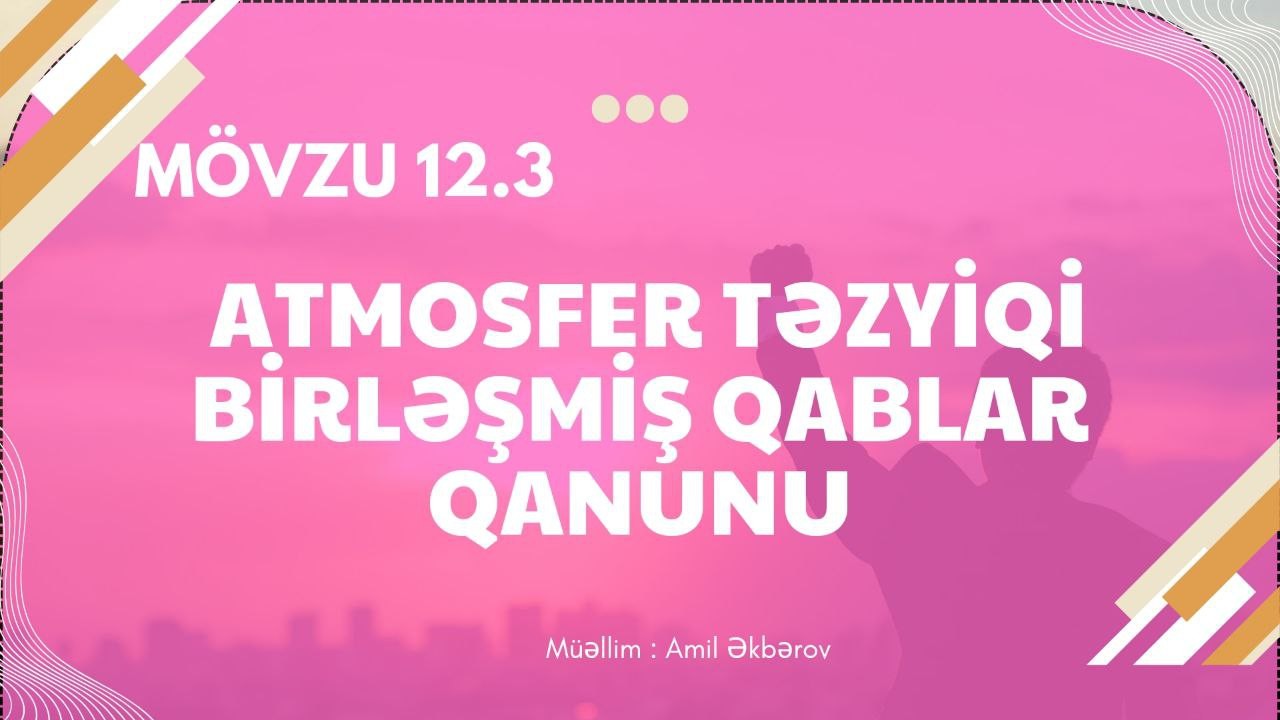 MÖVZU 12.3
ATMOSFER TƏZYİQİ
BİRLƏŞMİŞ QABLAR
QANUNU
Müəllim : Amil Əkbərov